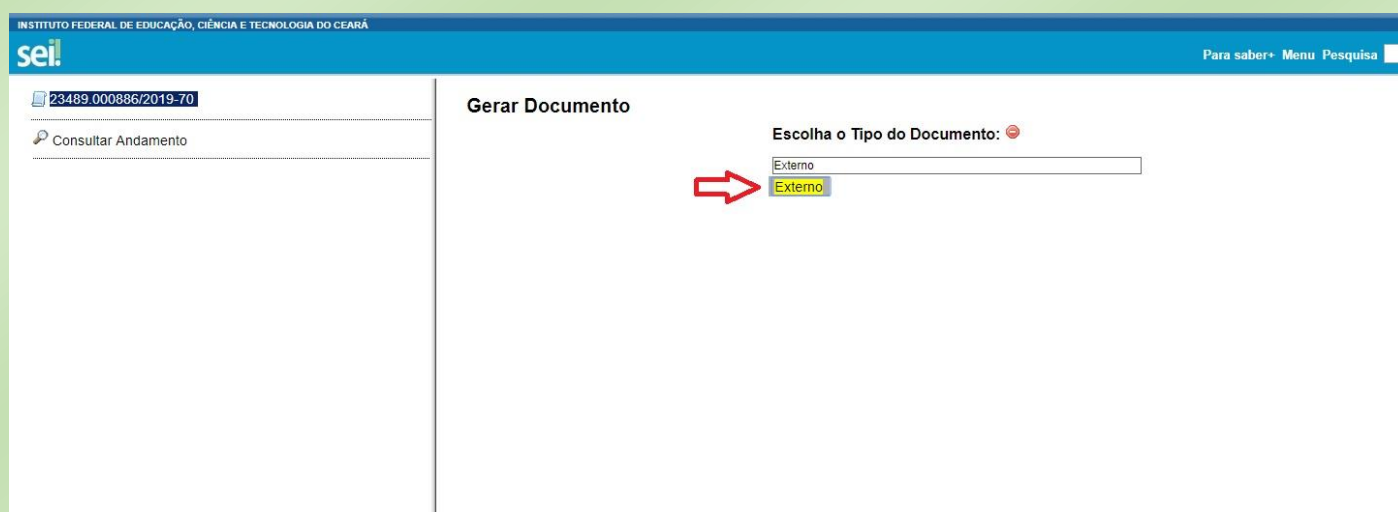 INSTITUTO FEDERAL DE EDUCAÇÃO, CIÊNCIA E TECNOLOGIA DO CEARÁ
sei!
Para saber+ Menu Pesquisa
23489.000886/2019-70
Consultar Andamento
Gerar Documento
Escolha o Tipo do Documento:
Externo
Externo